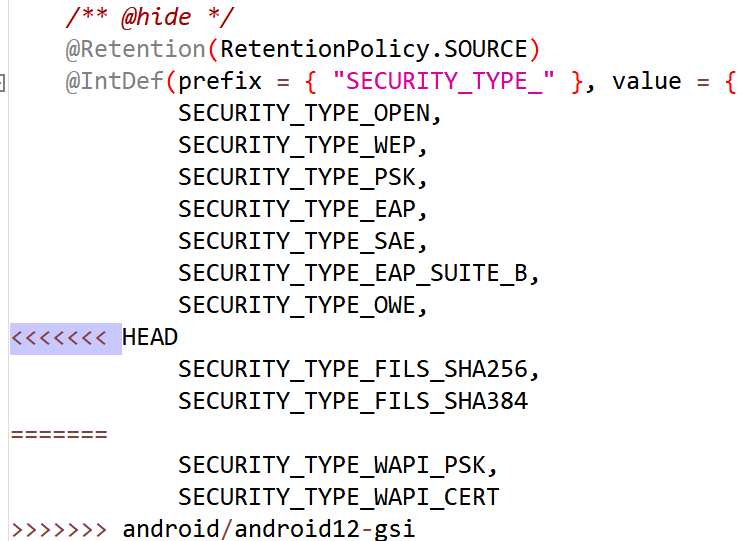 /** @hide */
@Retention(RetentionPolicy.SOURCE)
@IntDef(prefix = { "SECURITY_TYPE_" }, value = {
SECURITY_TYPE_OPEN,
SECURITY_TYPE_WEP,
SECURITY_TYPE_PSK,
SECURITY_TYPE_EAP,
SECURITY_TYPE_SAE,
SECURITY_TYPE_EAP_SUITE_B,
SECURITY_TYPE_OWE,
<<<<<<< HEAD
SECURITY_TYPE_FILS_SHA256,
SECURITY_TYPE_FILS_SHA384
=======
SECURITY_TYPE_WAPI_PSK,
SECURITY_TYPE_WAPI_CERT
>>>>>>> android/android12-gsi